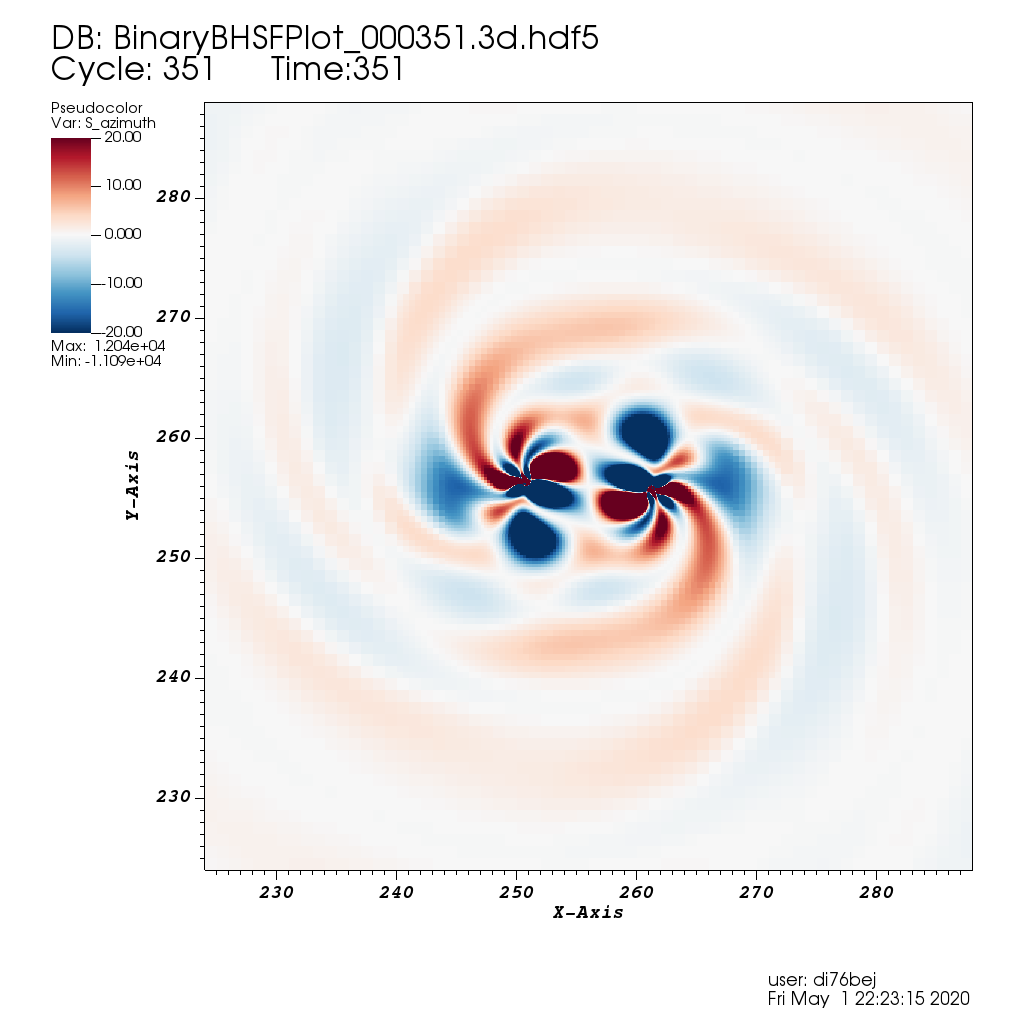 DB: BinaryBHSFPlot_000351.3d.hdf5
Cycle: 351 Time:351
Pseudocolor
Var: S_azimuth
20.00
10.00
0.000
-10.00
-20.00
Max: 1.204e+04
Min: -1.109e+04
280
270
260
250
240
230
Y-Axis
230 240 250 260 270 280
X-Axis
user: di76bej
Fri May 1 22:23:15 2020